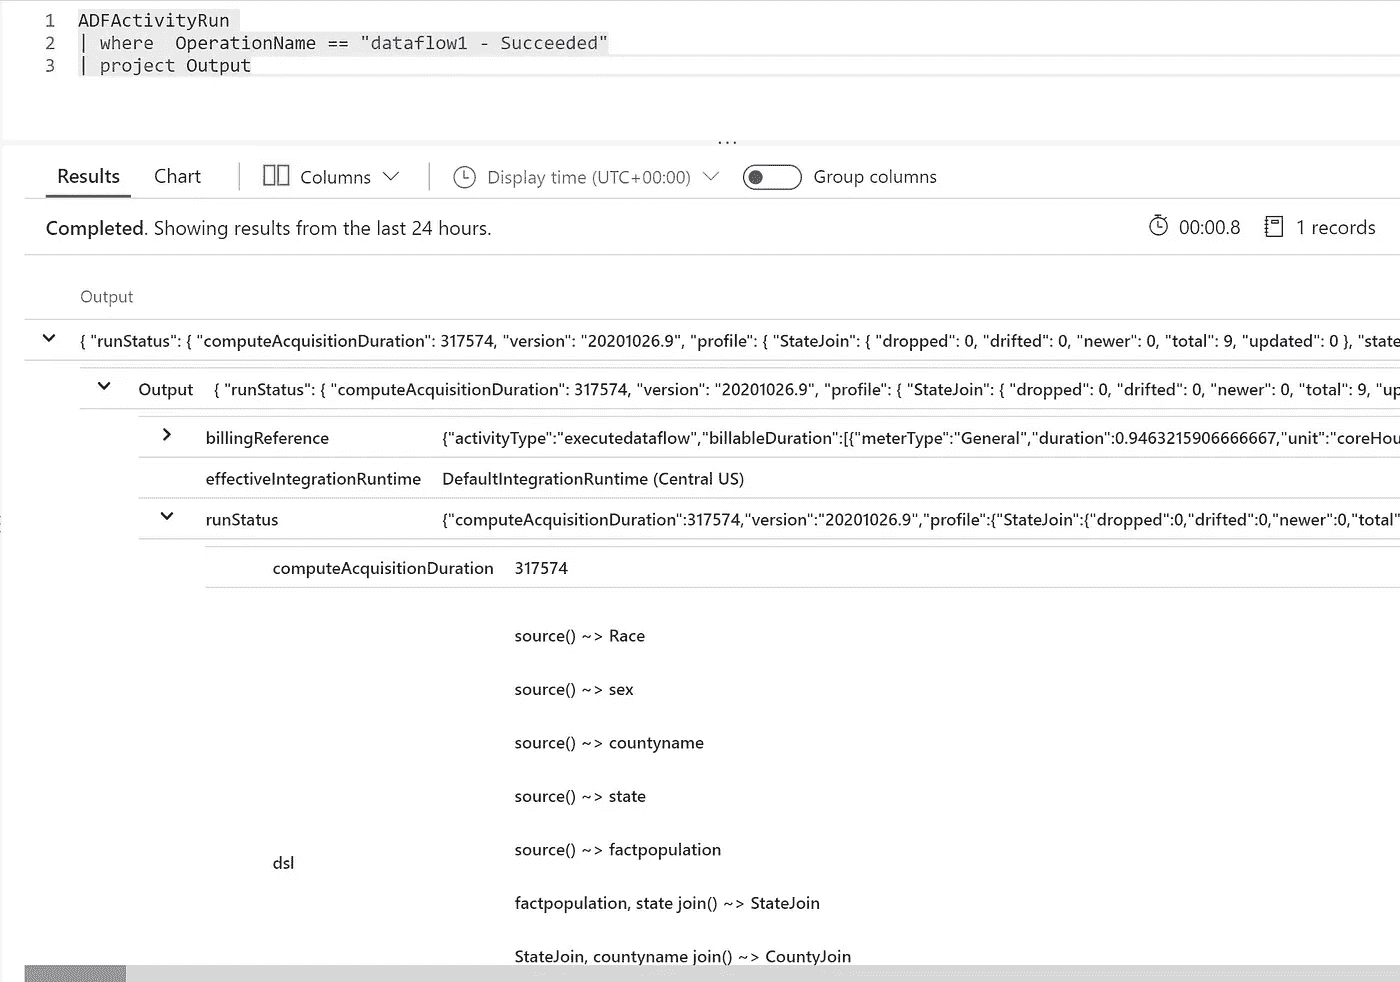 1 ADFActivityRun
2 | where  OperationName == "dataflow1 - Succeeded"
3 | project Output
...
Results Chart Columns Display time (UTC+00:00) Group columns
Completed. Showing results from the last 24 hours. 00:00.8 1 records
Output
{ "runStatus": { "computeAcquisitionDuration": 317574, "version": "20201026.9", "profile": { "StateJoin": { "dropped": 0, "drifted": 0, "newer": 0, "total": 9, "updated": 0 }, "state
Output { "runStatus": { "computeAcquisitionDuration": 317574, "version": "20201026.9", "profile": { "StateJoin": { "dropped": 0, "drifted": 0, "newer": 0, "total": 9, "up
billingReference {"activityType":"executedataflow","billableDuration":[{"meterType":"General","duration":0.9463215906666667,"unit":"coreHou
effectiveIntegrationRuntime DefaultIntegrationRuntime (Central US)
runStatus {"computeAcquisitionDuration":317574,"version":"20201026.9","profile":{"StateJoin":{"dropped":0,"drifted":0,"newer":0,"total"
computeAcquisitionDuration 317574
source() ~> Race
source() ~> sex
source() ~> countyname
source() ~> state
source() ~> factpopulation
dsl
factpopulation, state join() ~> StateJoin
StateJoin, countyname join() ~> CountyJoin